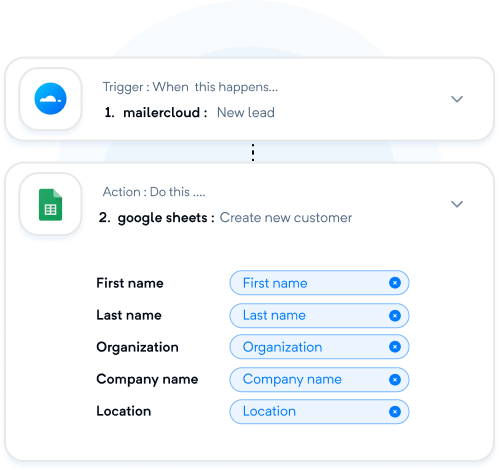 Trigger : When this happens...
1. mailercloud : New lead
Action : Do this ....
2. google sheets : Create new customer
First name First name
Last name Last name
Organization Organization
Company name Company name
Location Location